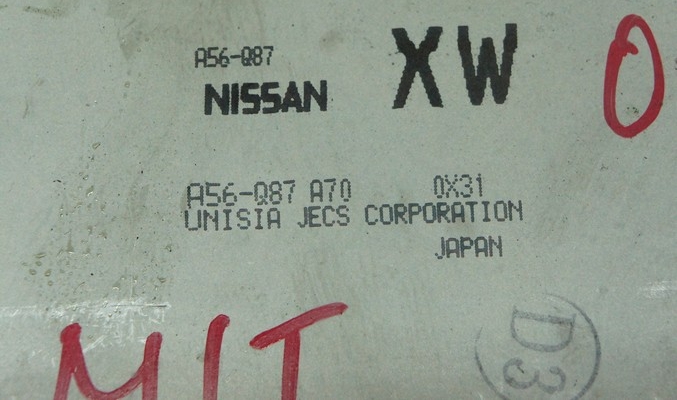 A56-Q87
NISSAN
XW
0
A56-Q87 A70 0X31
UNISIA JECS CORPORATION
JAPAN
MIT
D3